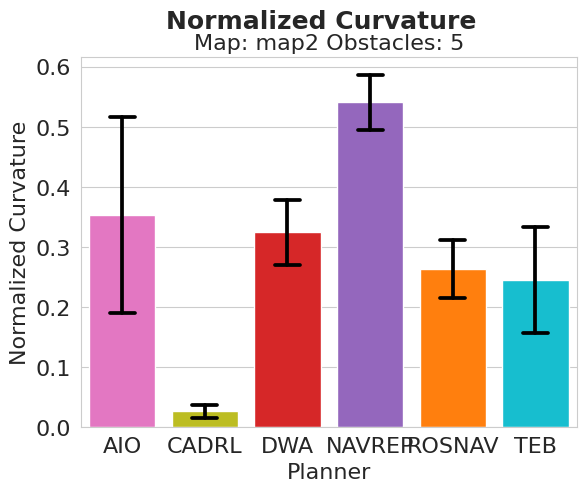 Normalized Curvature
Map: map2 Obstacles: 5
Normalized Curvature
0.6
0.5
0.4
0.3
0.2
0.1
0.0
AIO CADRL DWA NAVREP ROSNAV TEB
Planner